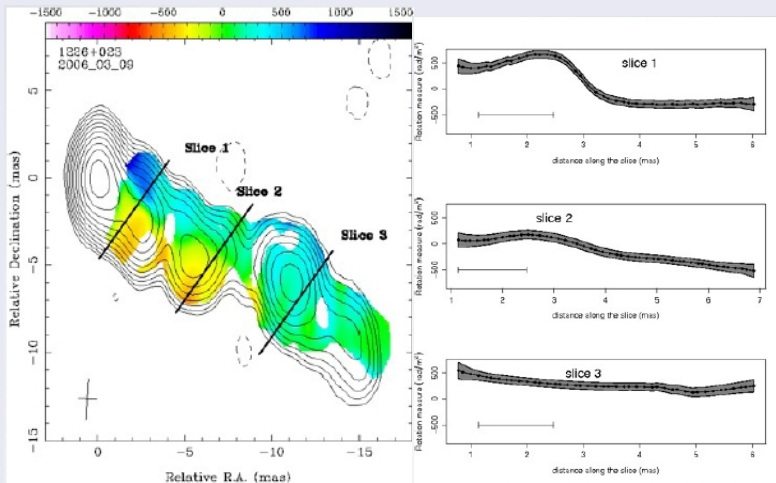 −1500 −1000 −500 0 500 1000 1500
1226+023
2006_03_09
5
0
−5
−10
−15
Relative Declination (mas)
Slice 1
Slice 2
Slice 3
0 −5 −10 −15
Relative R.A. (mas)
Rotation measure (rad/m²)
500
0
−500
slice 1
1 2 3 4 5 6
distance along the slice (mas)
Rotation measure (rad/m²)
500
0
−500
slice 2
1 2 3 4 5 6 7
distance along the slice (mas)
Rotation measure (rad/m²)
500
0
−500
slice 3
1 2 3 4 5 6
distance along the slice (mas)